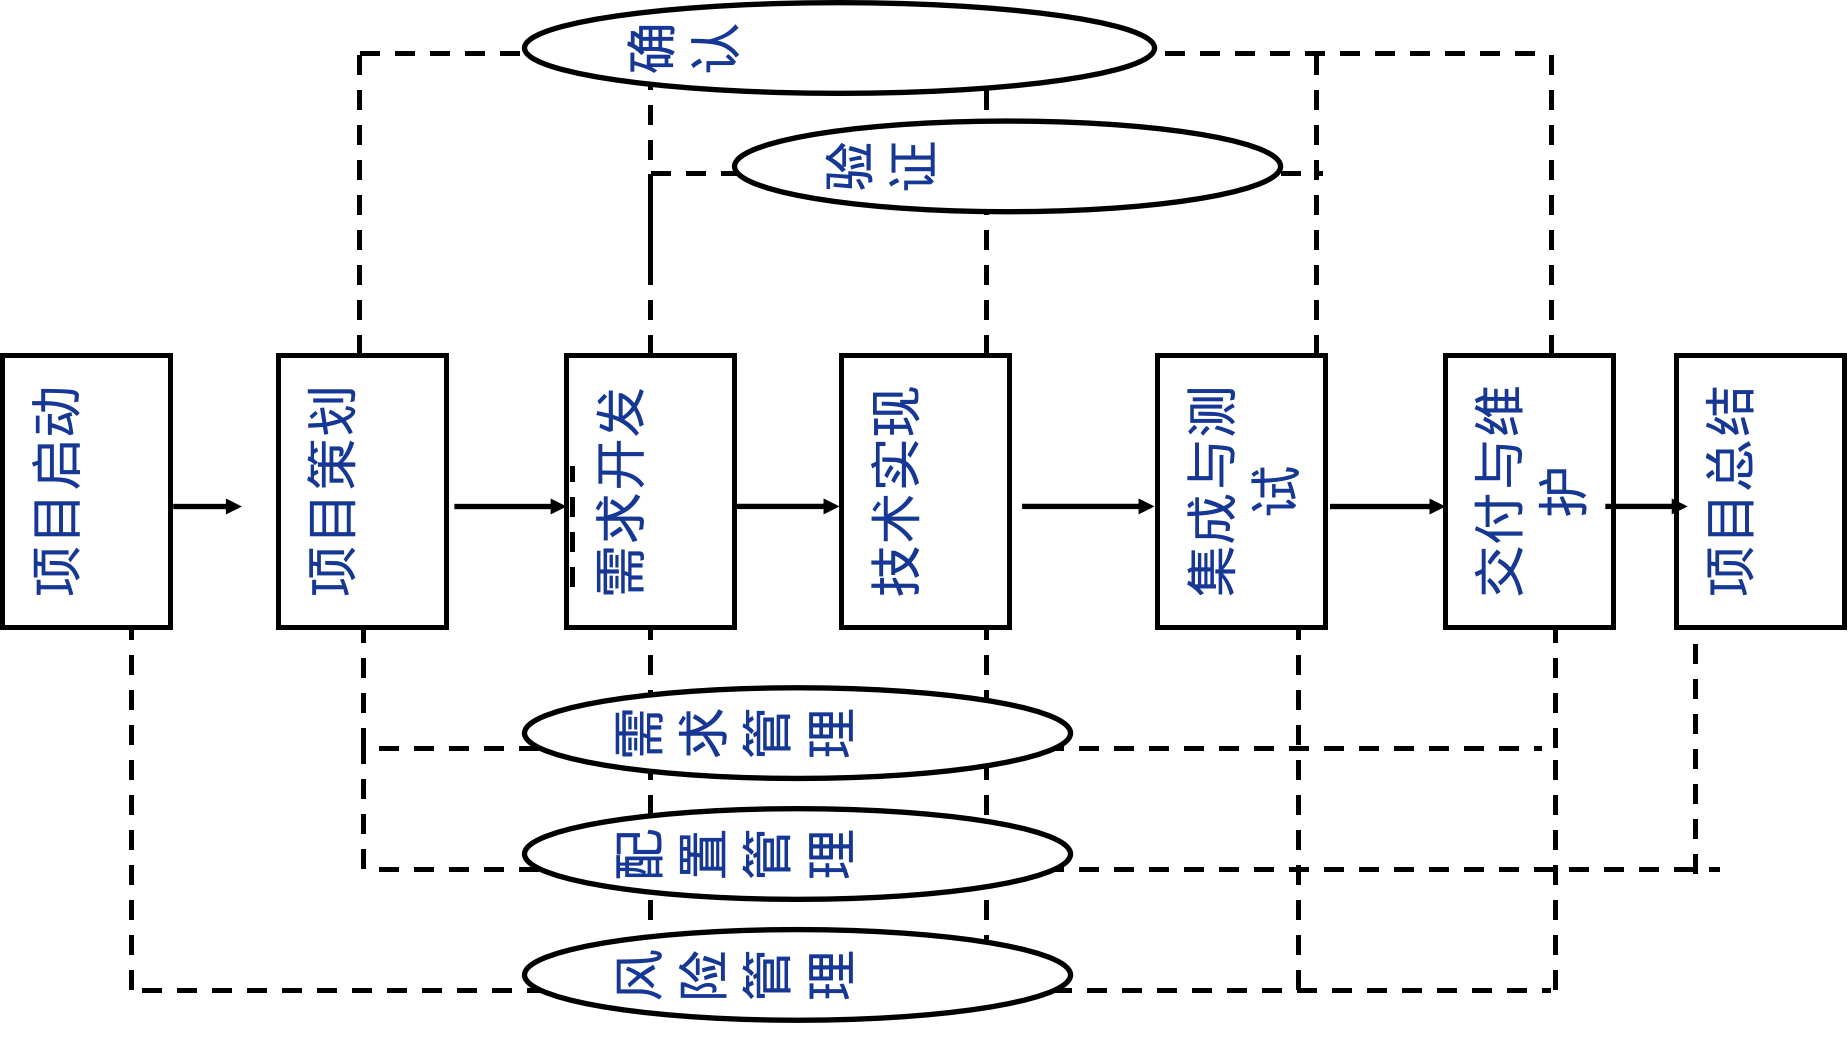 确认
验证
项目启动
项目策划
需求开发
技术实现
集成与测
试
交付与维
护
项目总结
需求管理
配置管理
风险管理